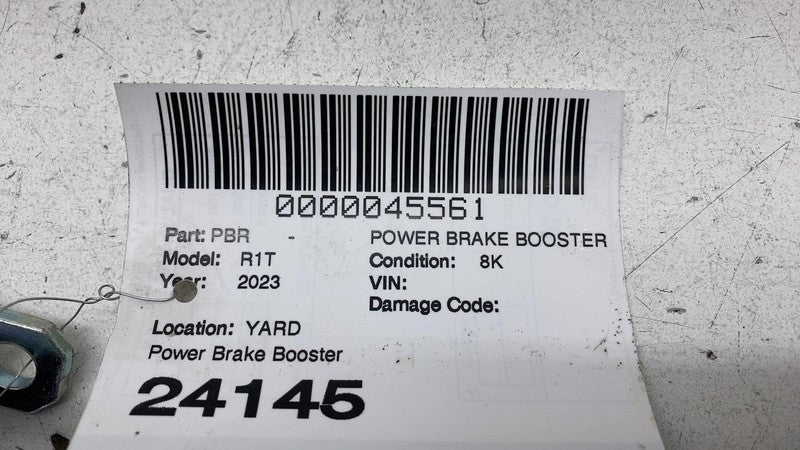 0000045561
Part: PBR - POWER BRAKE BOOSTER
Model: R1T Condition: 8K
Year: 2023 VIN:
Damage Code:
Location: YARD
Power Brake Booster
24145